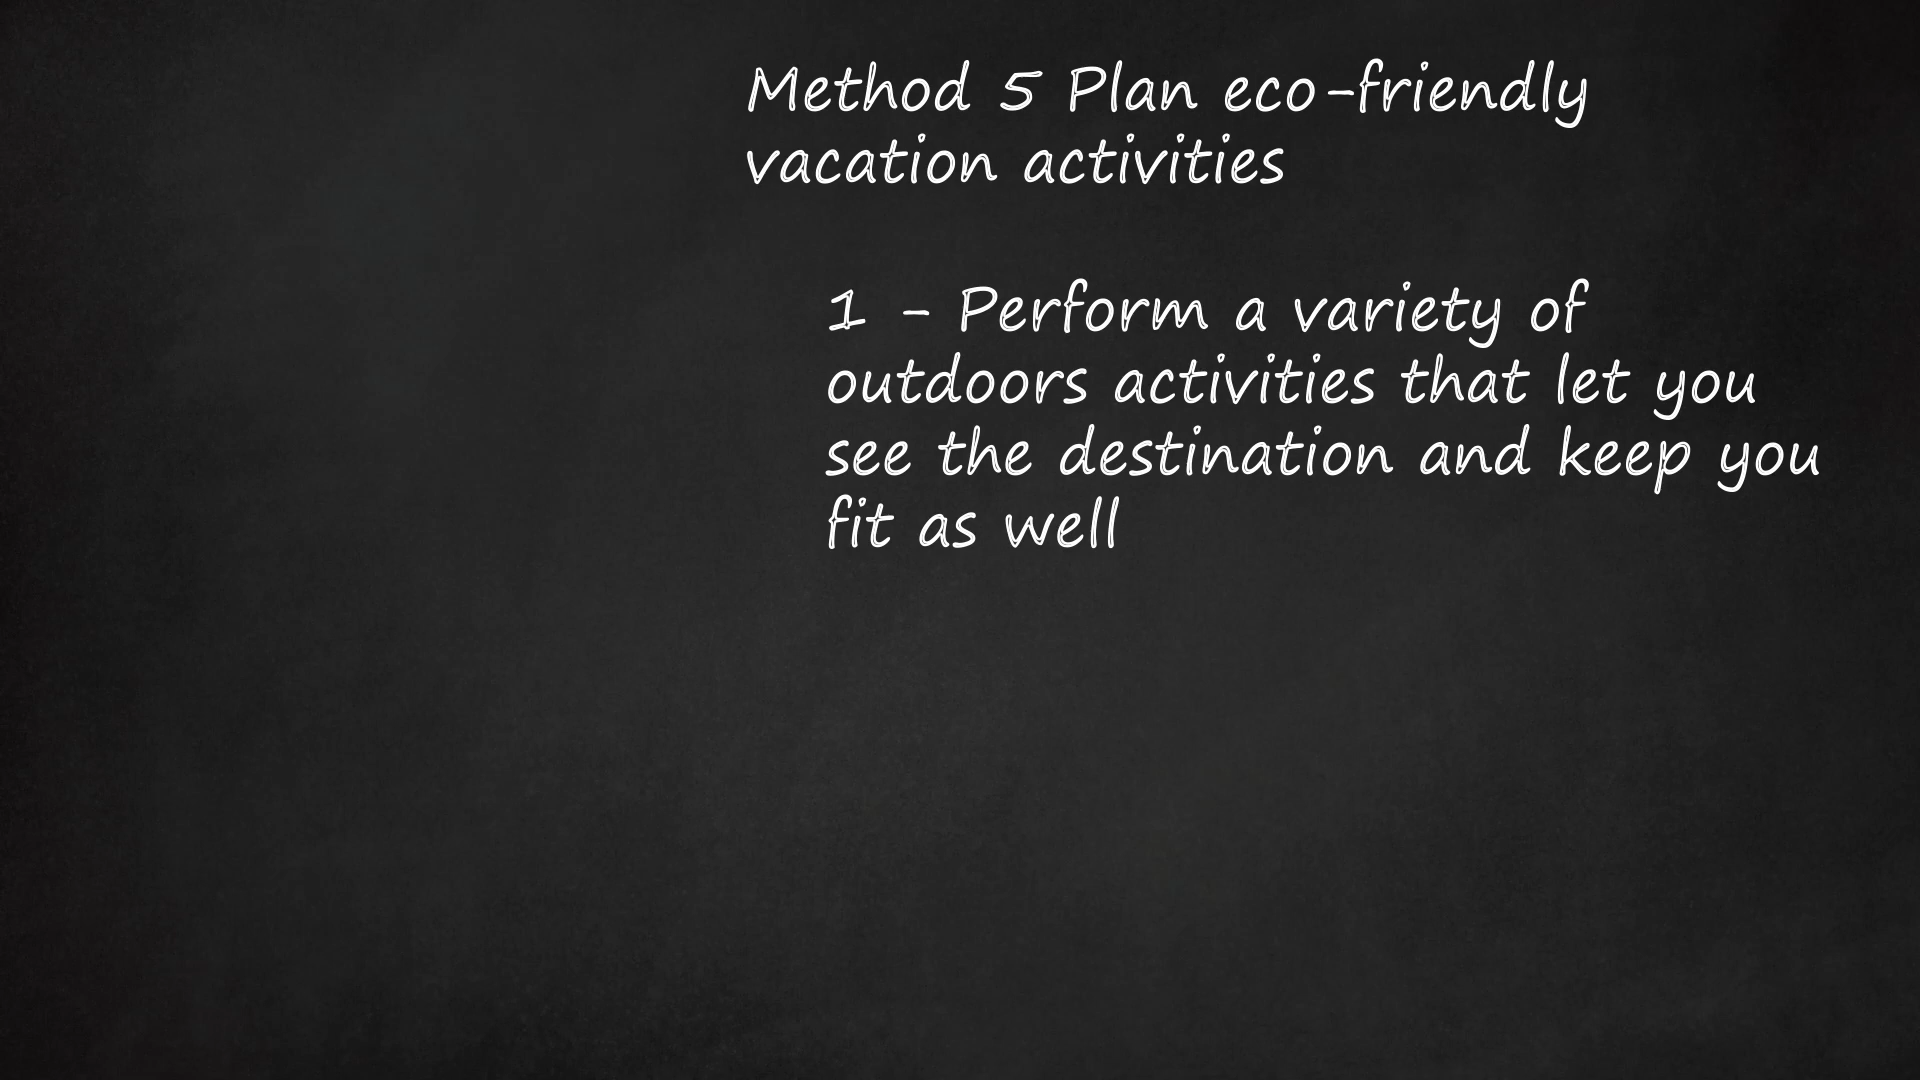 Method 5 Plan eco-friendly
vacation activities
1 - Perform a variety of
outdoors activities that let you
see the destination and keep you
fit as well